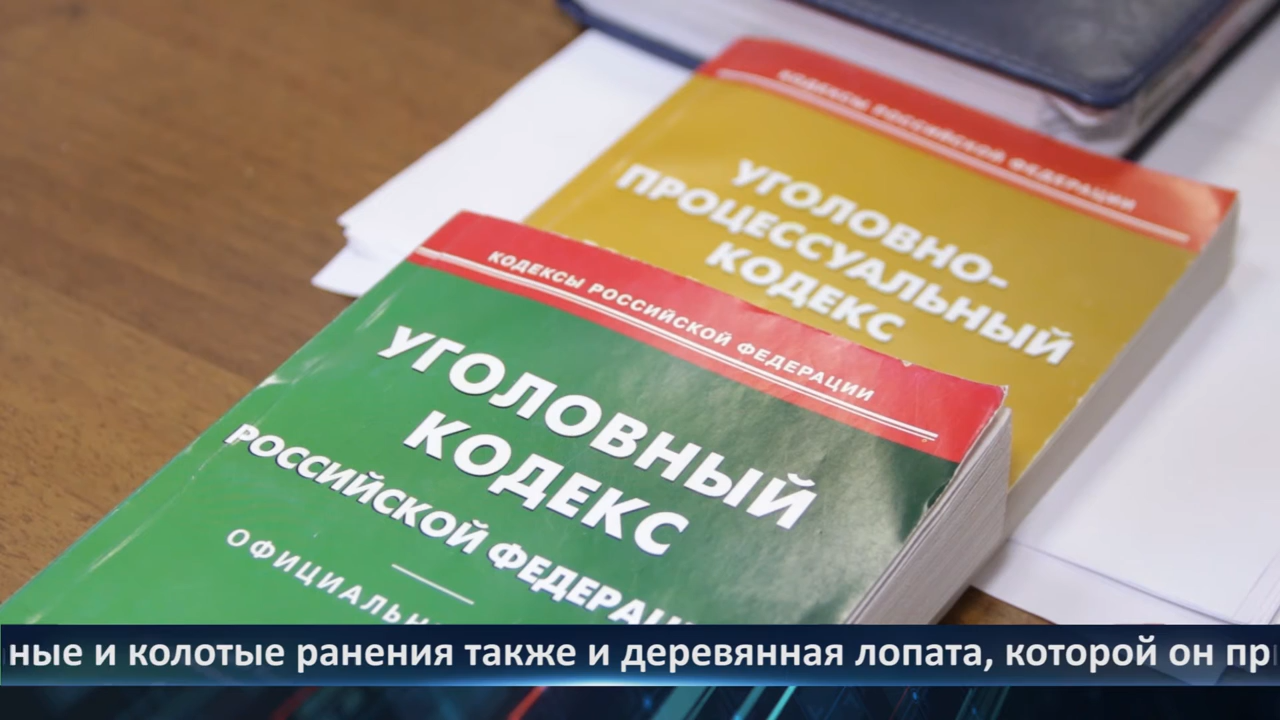 КОДЕКСЫ РОССИЙСКОЙ ФЕДЕРАЦИИ
УГОЛОВНО-
ПРОЦЕССУАЛЬНЫЙ
КОДЕКС
КОДЕКСЫ РОССИЙСКОЙ ФЕДЕРАЦИИ
УГОЛОВНЫЙ
КОДЕКС
РОССИЙСКОЙ ФЕДЕРАЦ
ОФИЦИАЛЬН
ные и колотые ранения также и деревянная лопата, которой он пр